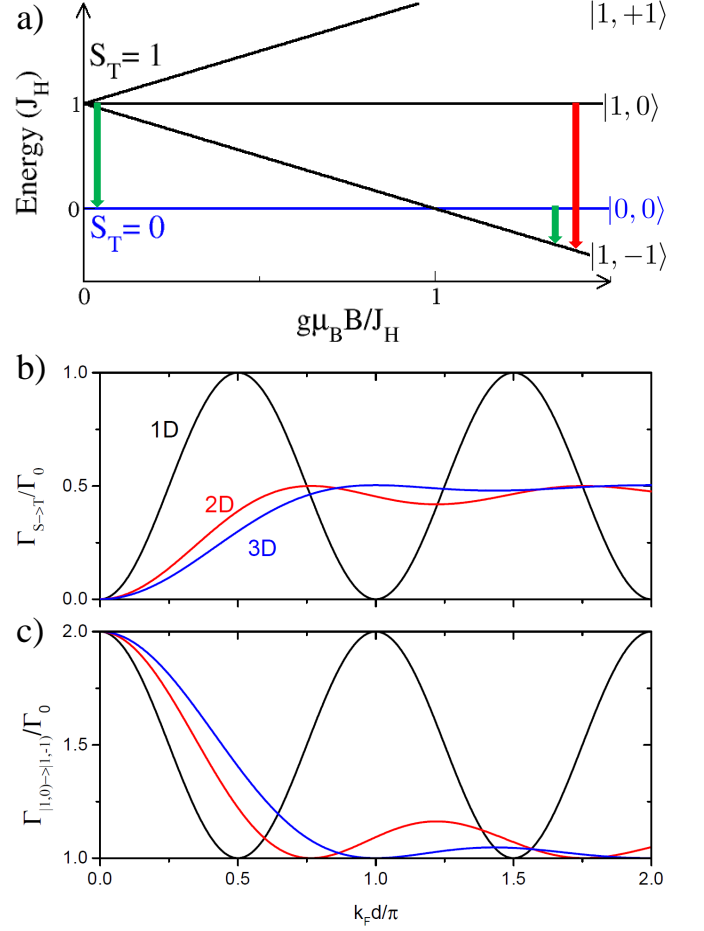 a)
|1,+1⟩
S_T= 1
Energy (J_H)
1
|1,0⟩
0
|0,0⟩
S_T= 0
|1,−1⟩
0
1
gμ_BB/J_H
b)
1.0
1D
Γ_S->T/Γ_0
0.5
2D
3D
0.0
c)
2.0
Γ_|1,0⟩−>|1,-1⟩/Γ_0
1.5
1.0
0.0 0.5 1.0 1.5 2.0
k_Fd/π